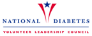 NATIONAL DIABETES
VOLUNTEER LEADERSHIP COUNCIL